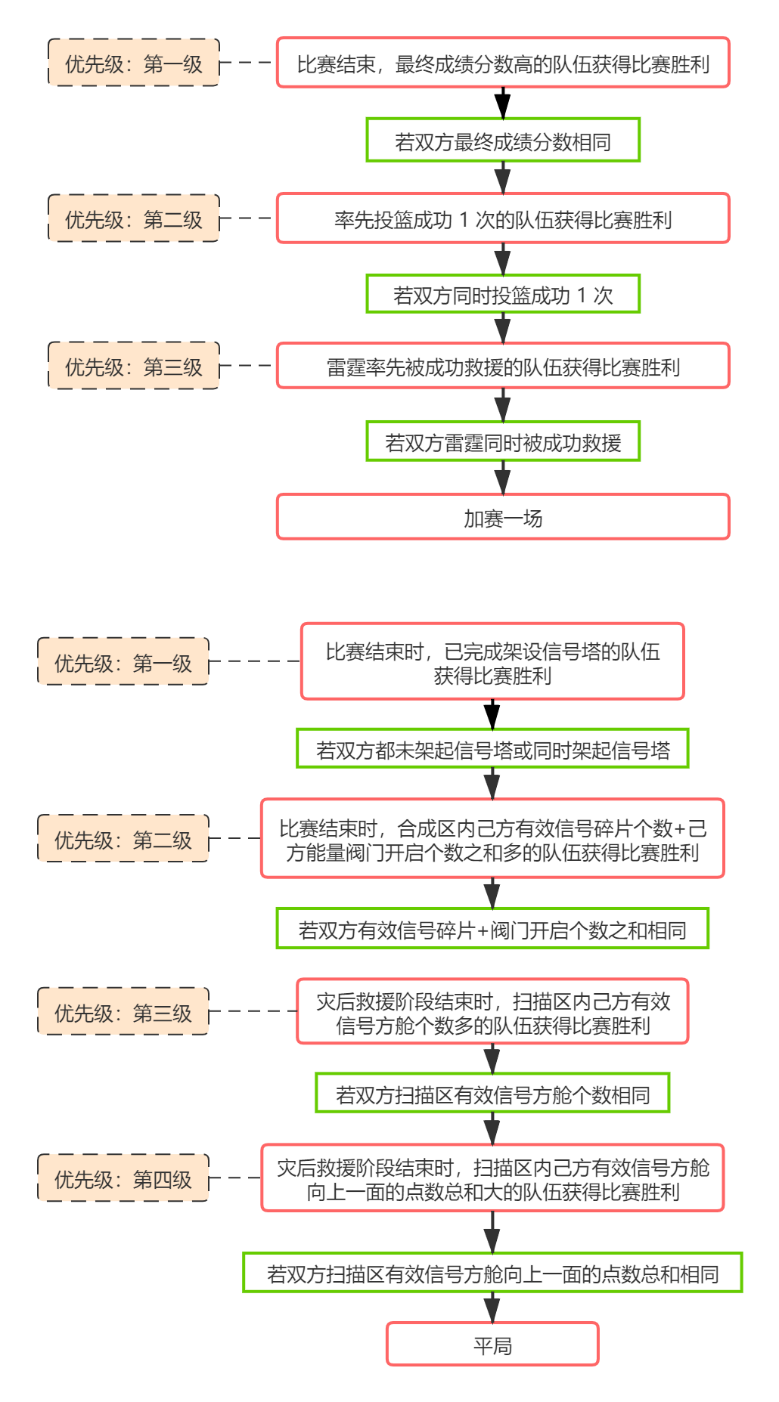 优先级：第一级
比赛结束，最终成绩分数高的队伍获得比赛胜利
若双方最终成绩分数相同
优先级：第二级
率先投篮成功 1 次的队伍获得比赛胜利
若双方同时投篮成功 1 次
优先级：第三级
雷霆率先被成功救援的队伍获得比赛胜利
若双方雷霆同时被成功救援
加赛一场
优先级：第一级
比赛结束时，已完成架设信号塔的队伍
获得比赛胜利
若双方都未架起信号塔或同时架起信号塔
优先级：第二级
比赛结束时，合成区内己方有效信号碎片个数+己
方能量阀门开启个数之和多的队伍获得比赛胜利
若双方有效信号碎片+阀门开启个数之和相同
优先级：第三级
灾后救援阶段结束时，扫描区内己方有效
信号方舱个数多的队伍获得比赛胜利
若双方扫描区有效信号方舱个数相同
优先级：第四级
灾后救援阶段结束时，扫描区内己方有效信号方舱
向上一面的点数总和大的队伍获得比赛胜利
若双方扫描区有效信号方舱向上一面的点数总和相同
平局